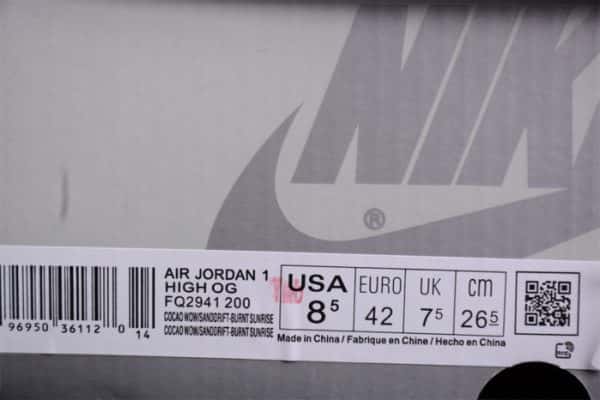 NIKE
®
AIR JORDAN 1
HIGH OG
FQ2941 200
COCAO WOW/SANDDRIFT-BURNT SUNRISE
COCAO WOW/SANDDRIFT-BURNT SUNRISE
96950 36112 0 14
USA EURO UK cm
8⁵ 42 7⁵ 26⁵
Made in China / Fabrique en Chine / Hecho en China